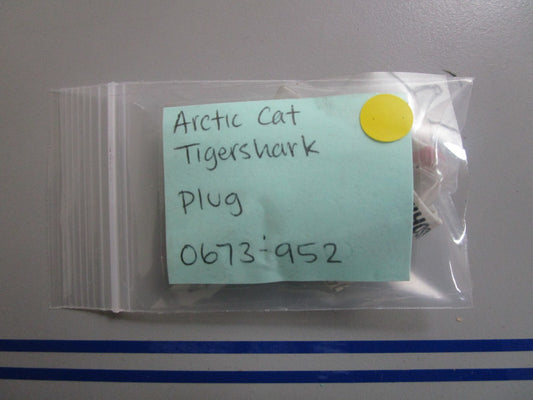 Arctic Cat
Tigershark
Plug
0673-952